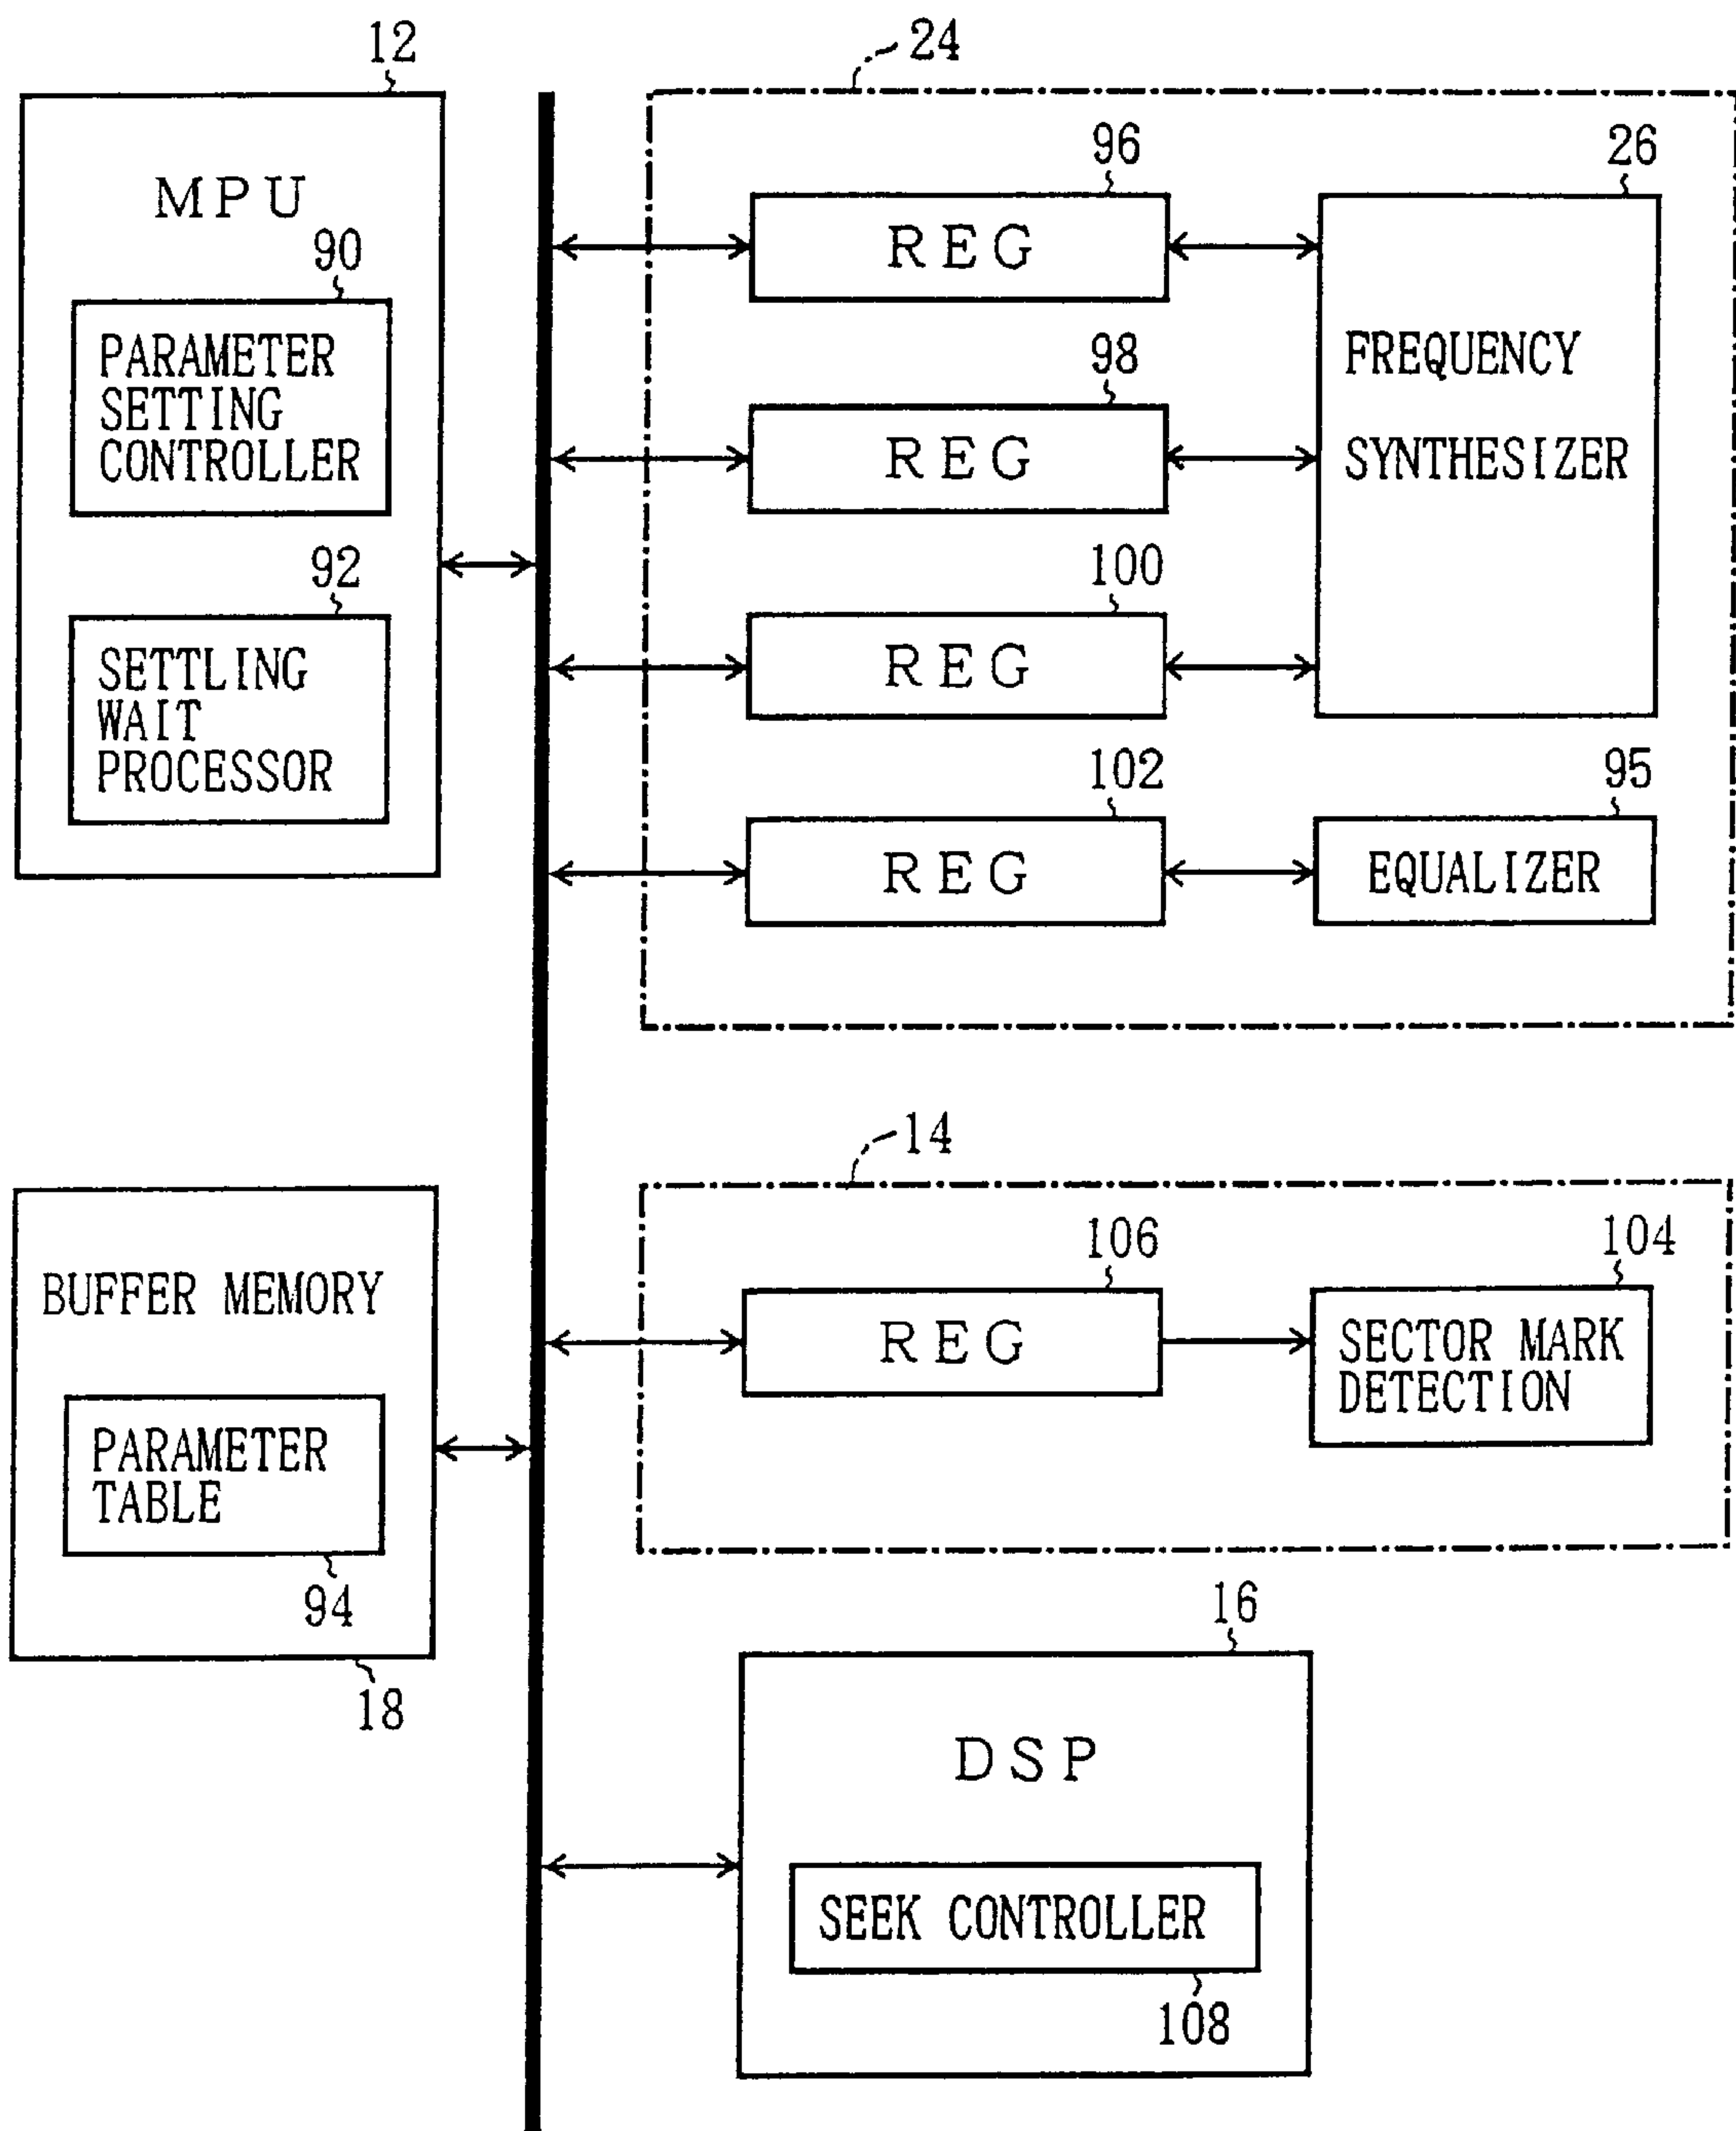 12
MPU
90
PARAMETER
SETTING
CONTROLLER
92
SETTLING
WAIT
PROCESSOR
24
96
REG
26
FREQUENCY
SYNTHESIZER
98
REG
100
REG
102
REG
95
EQUALIZER
BUFFER MEMORY
PARAMETER
TABLE
94
18
14
106
REG
104
SECTOR MARK
DETECTION
16
DSP
SEEK CONTROLLER
108